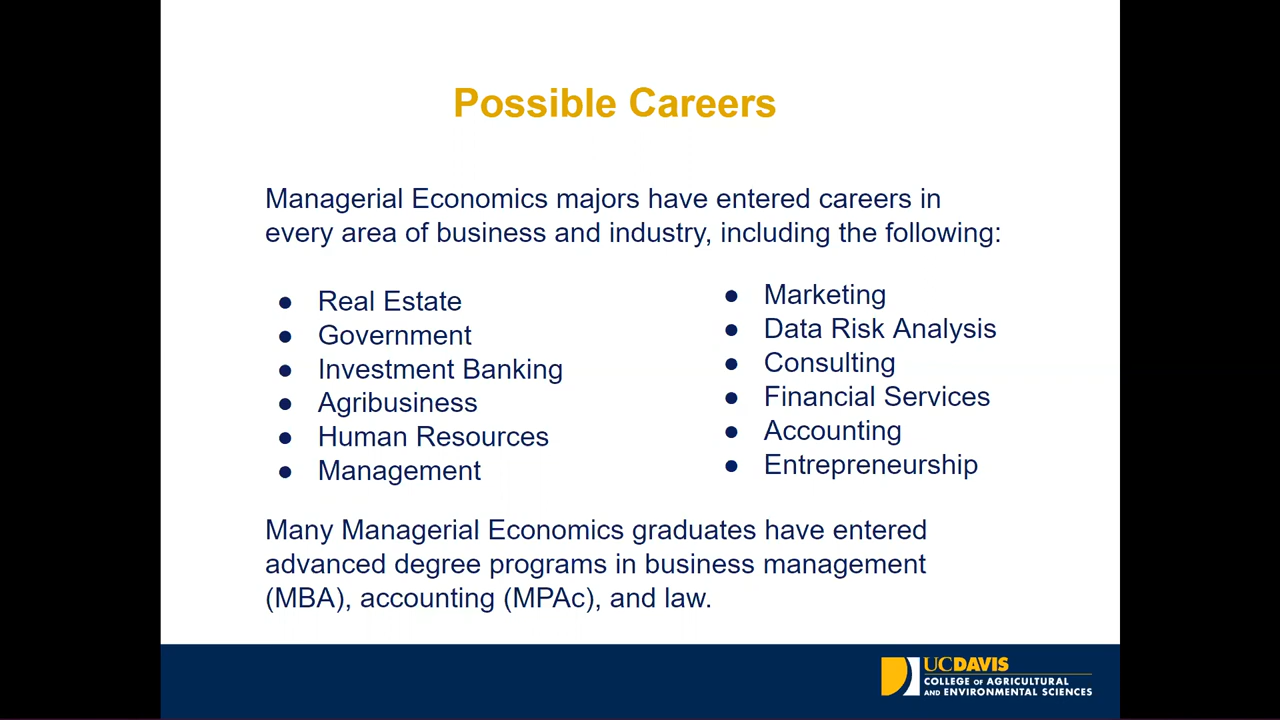 Possible Careers
Managerial Economics majors have entered careers in
every area of business and industry, including the following:
● Real Estate
● Government
● Investment Banking
● Agribusiness
● Human Resources
● Management
● Marketing
● Data Risk Analysis
● Consulting
● Financial Services
● Accounting
● Entrepreneurship
Many Managerial Economics graduates have entered
advanced degree programs in business management
(MBA), accounting (MPAc), and law.
UCDAVIS
COLLEGE OF AGRICULTURAL
AND ENVIRONMENTAL SCIENCES